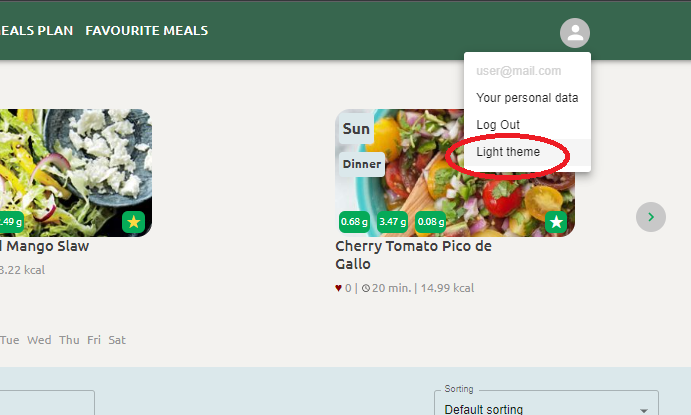 MEALS PLAN FAVOURITE MEALS
user@mail.com
Your personal data
Log Out
Light theme
Sun
Dinner
.49 g
0.68 g 3.47 g 0.08 g
Mango Slaw
Cherry Tomato Pico de
Gallo
3.22 kcal
0 | 20 min. | 14.99 kcal
Tue Wed Thu Fri Sat
Sorting
Default sorting